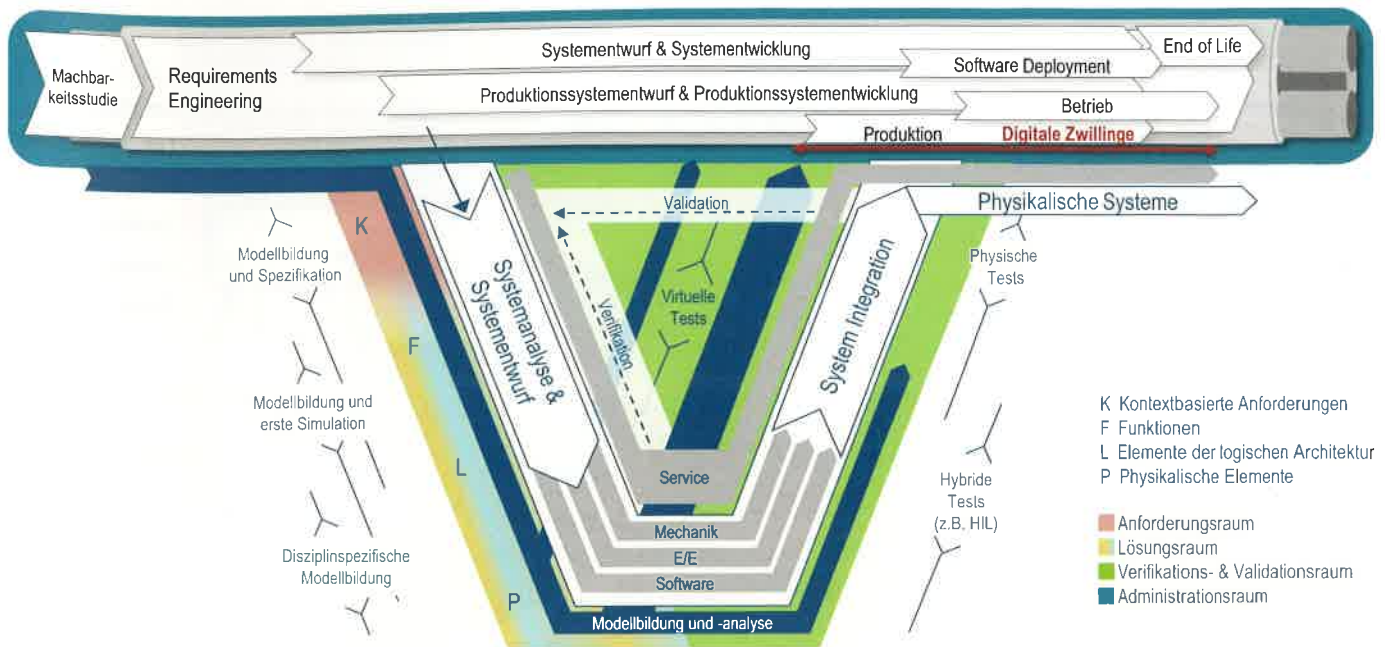 Machbar-
keitsstudie
Requirements
Engineering
Systementwurf & Systementwicklung
End of Life
Software Deployment
Produktionssystementwurf & Produktionssystementwicklung
Betrieb
Produktion
Digitale Zwillinge
Validation
Physikalische Systeme
K
Modellbildung
und Spezifikation
Systemanalyse &
Systementwurf
Verifikation
Virtuelle
Tests
System Integration
Physische
Tests
F
Modellbildung und
erste Simulation
L
Service
Mechanik
E/E
Software
Modellbildung und -analyse
Disziplinspezifische
Modellbildung
P
Hybride
Tests
(z.B. HIL)
K Kontextbasierte Anforderungen
F Funktionen
L Elemente der logischen Architektur
P Physikalische Elemente
Anforderungsraum
Lösungsraum
Verifikations- & Validationsraum
Administrationsraum